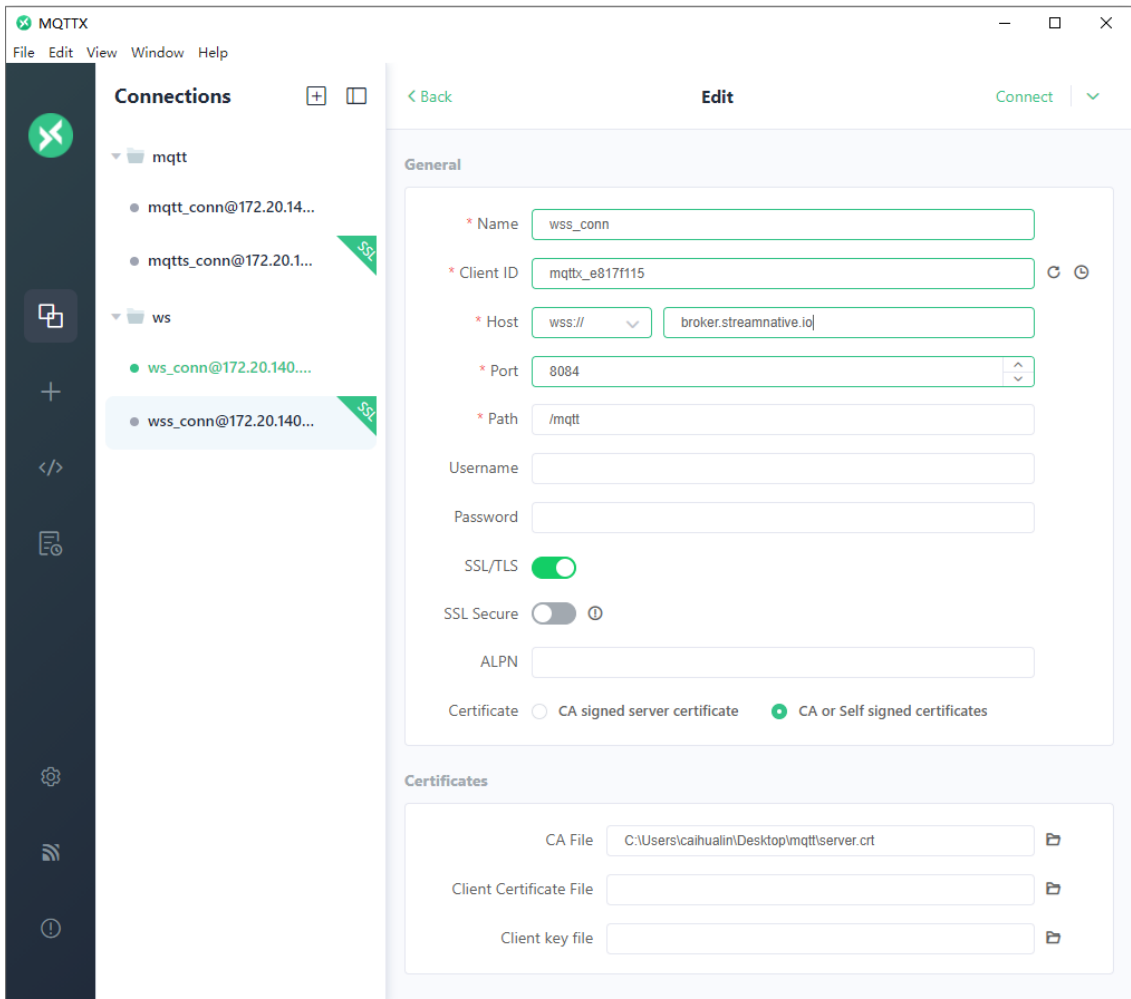 MQTTX
File Edit View Window Help
Connections
mqtt
mqtt_conn@172.20.14...
mqtts_conn@172.20.1...
SSL
ws
ws_conn@172.20.140....
wss_conn@172.20.140...
SSL
Back
Edit
Connect
General
* Name wss_conn
* Client ID mqttx_e817f115
* Host wss:// broker.streamnative.io
* Port 8084
* Path /mqtt
Username
Password
SSL/TLS
SSL Secure
ALPN
Certificate CA signed server certificate CA or Self signed certificates
Certificates
CA File C:\Users\caihualin\Desktop\mqtt\server.crt
Client Certificate File
Client key file